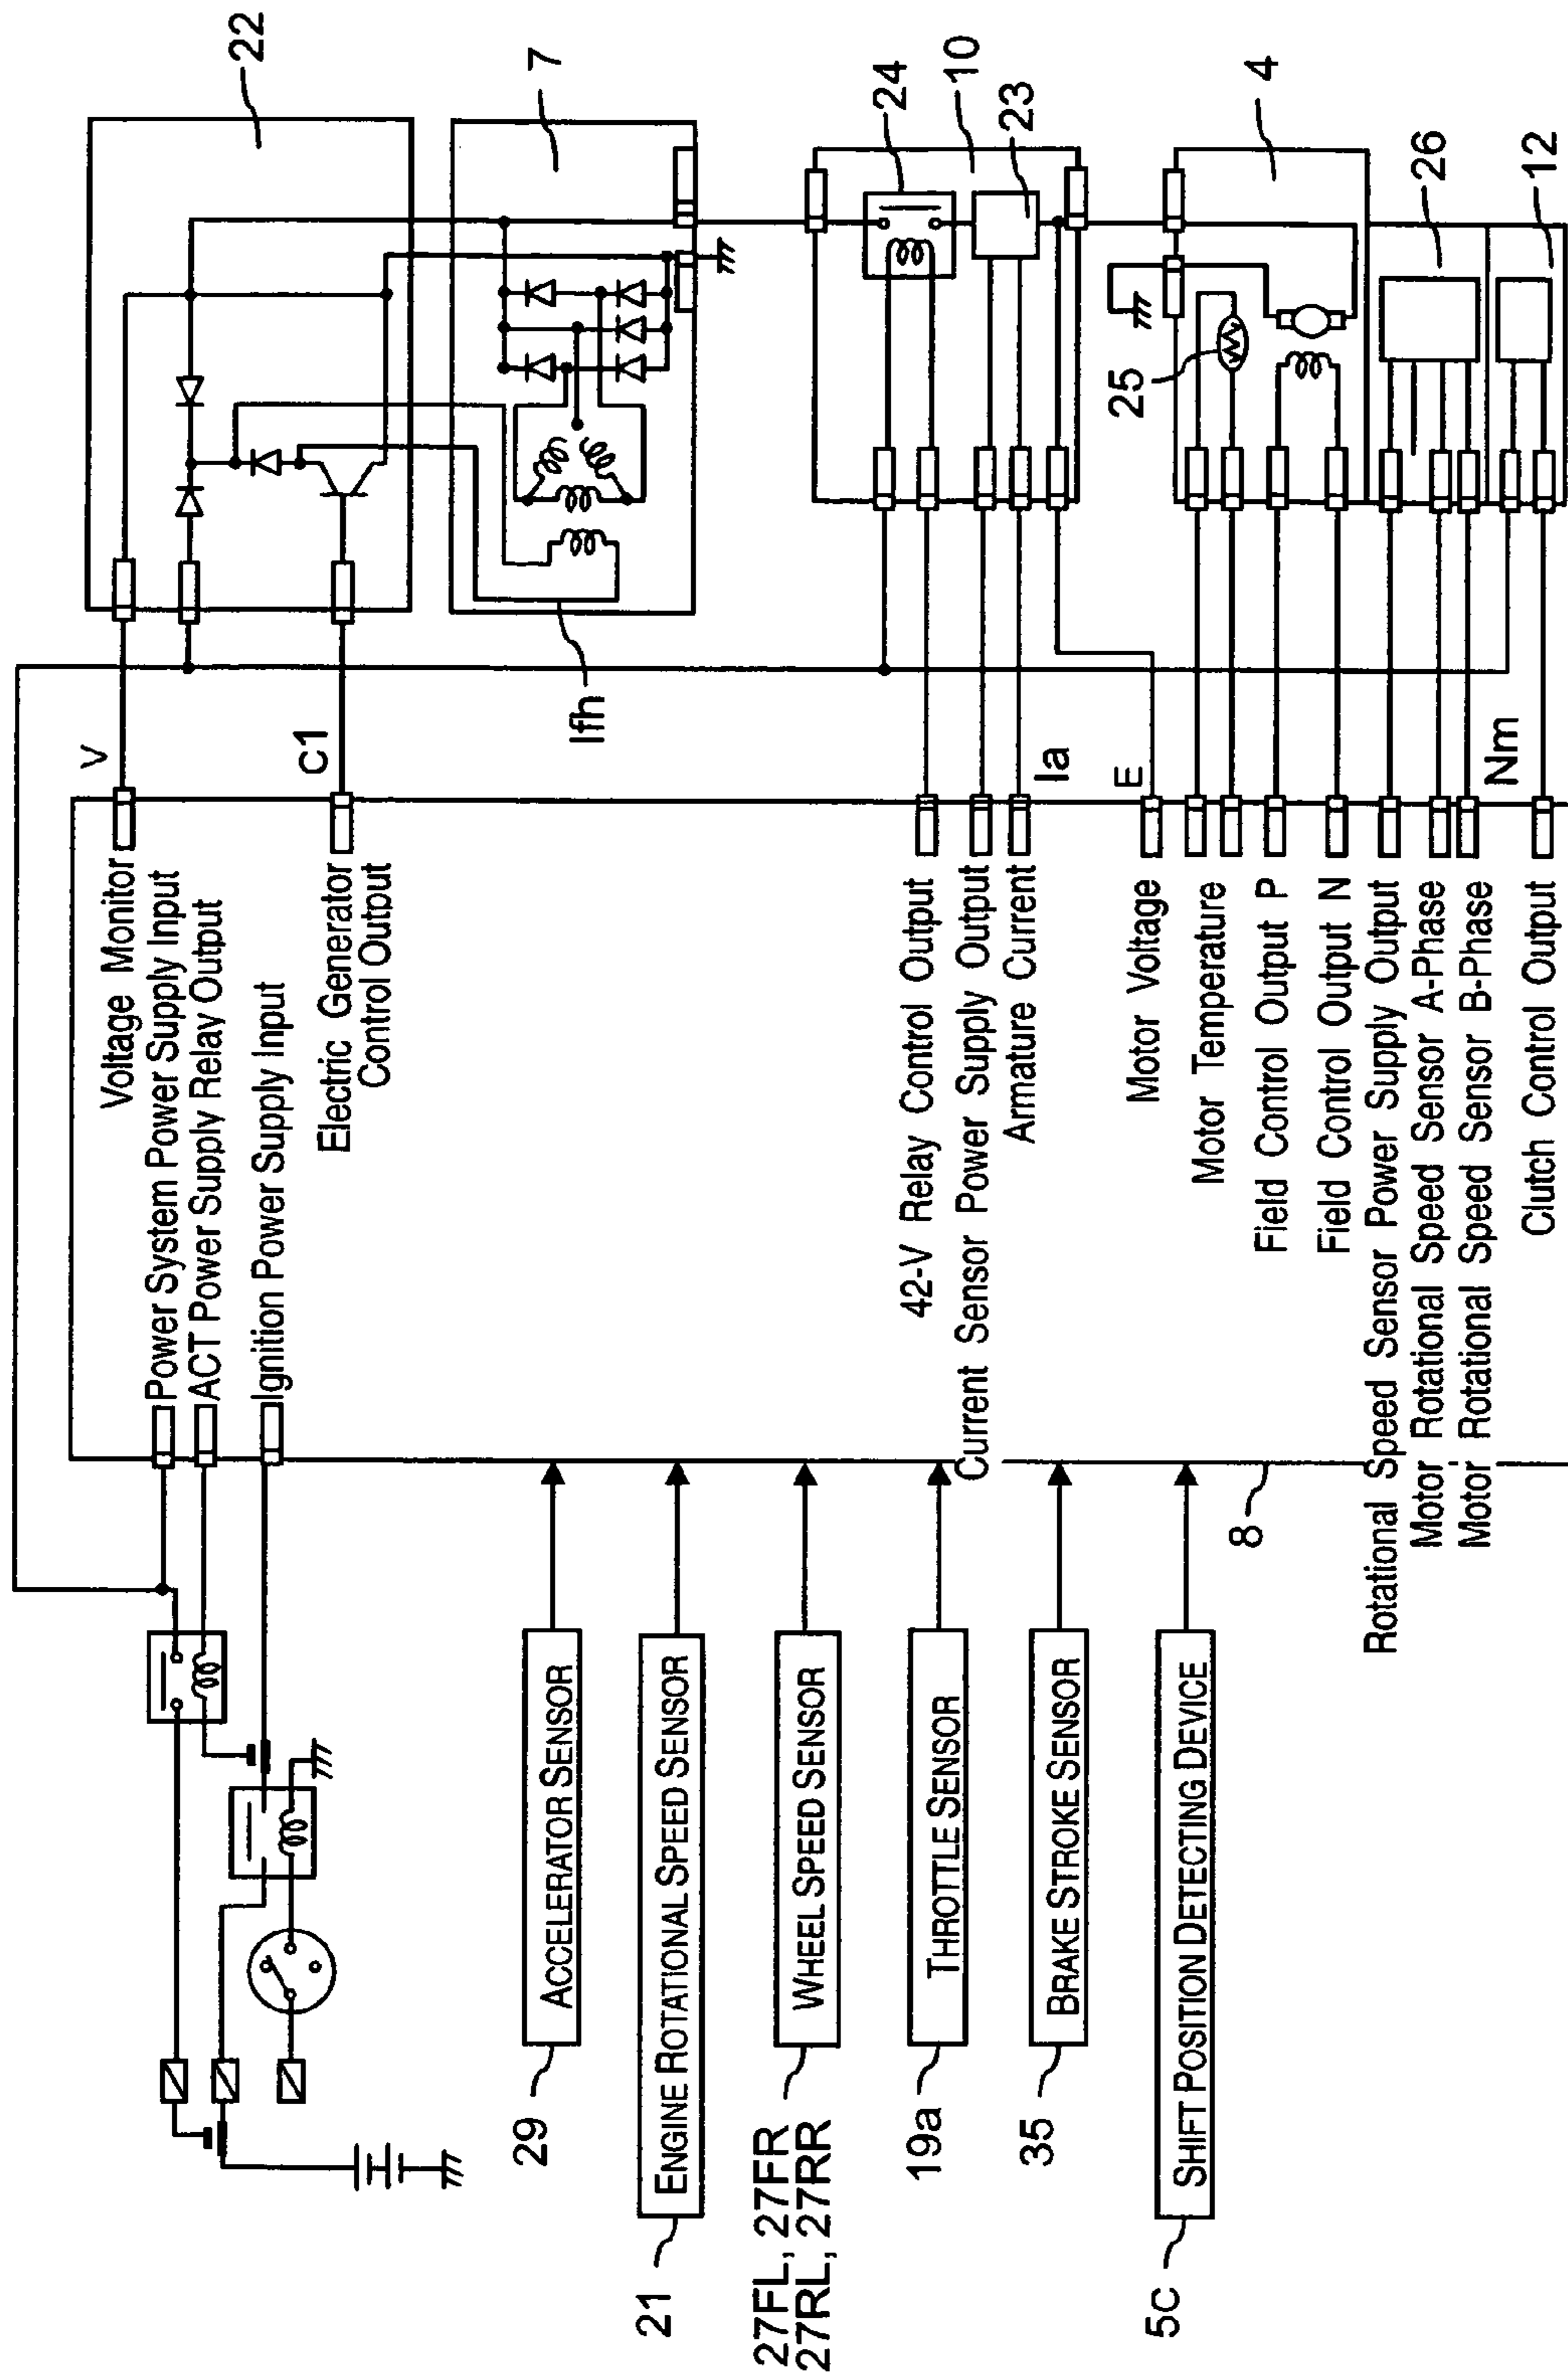 22
7
24
10
23
4
25
26
12
Ifh
V
C1
Ia
E
Nm
Voltage Monitor
Power System Power Supply Input
ACT Power Supply Relay Output
Ignition Power Supply Input
Electric Generator
Control Output
42-V Relay Control Output
Current Sensor Power Supply Output
Armature Current
Motor Voltage
Motor Temperature
Field Control Output P
Field Control Output N
Rotational Speed Sensor Power Supply Output
Motor Rotational Speed Sensor A-Phase
Motor Rotational Speed Sensor B-Phase
Clutch Control Output
8
ACCELERATOR SENSOR
29
ENGINE ROTATIONAL SPEED SENSOR
21
WHEEL SPEED SENSOR
27FL, 27FR
27RL, 27RR
THROTTLE SENSOR
19a
BRAKE STROKE SENSOR
35
SHIFT POSITION DETECTING DEVICE
5C